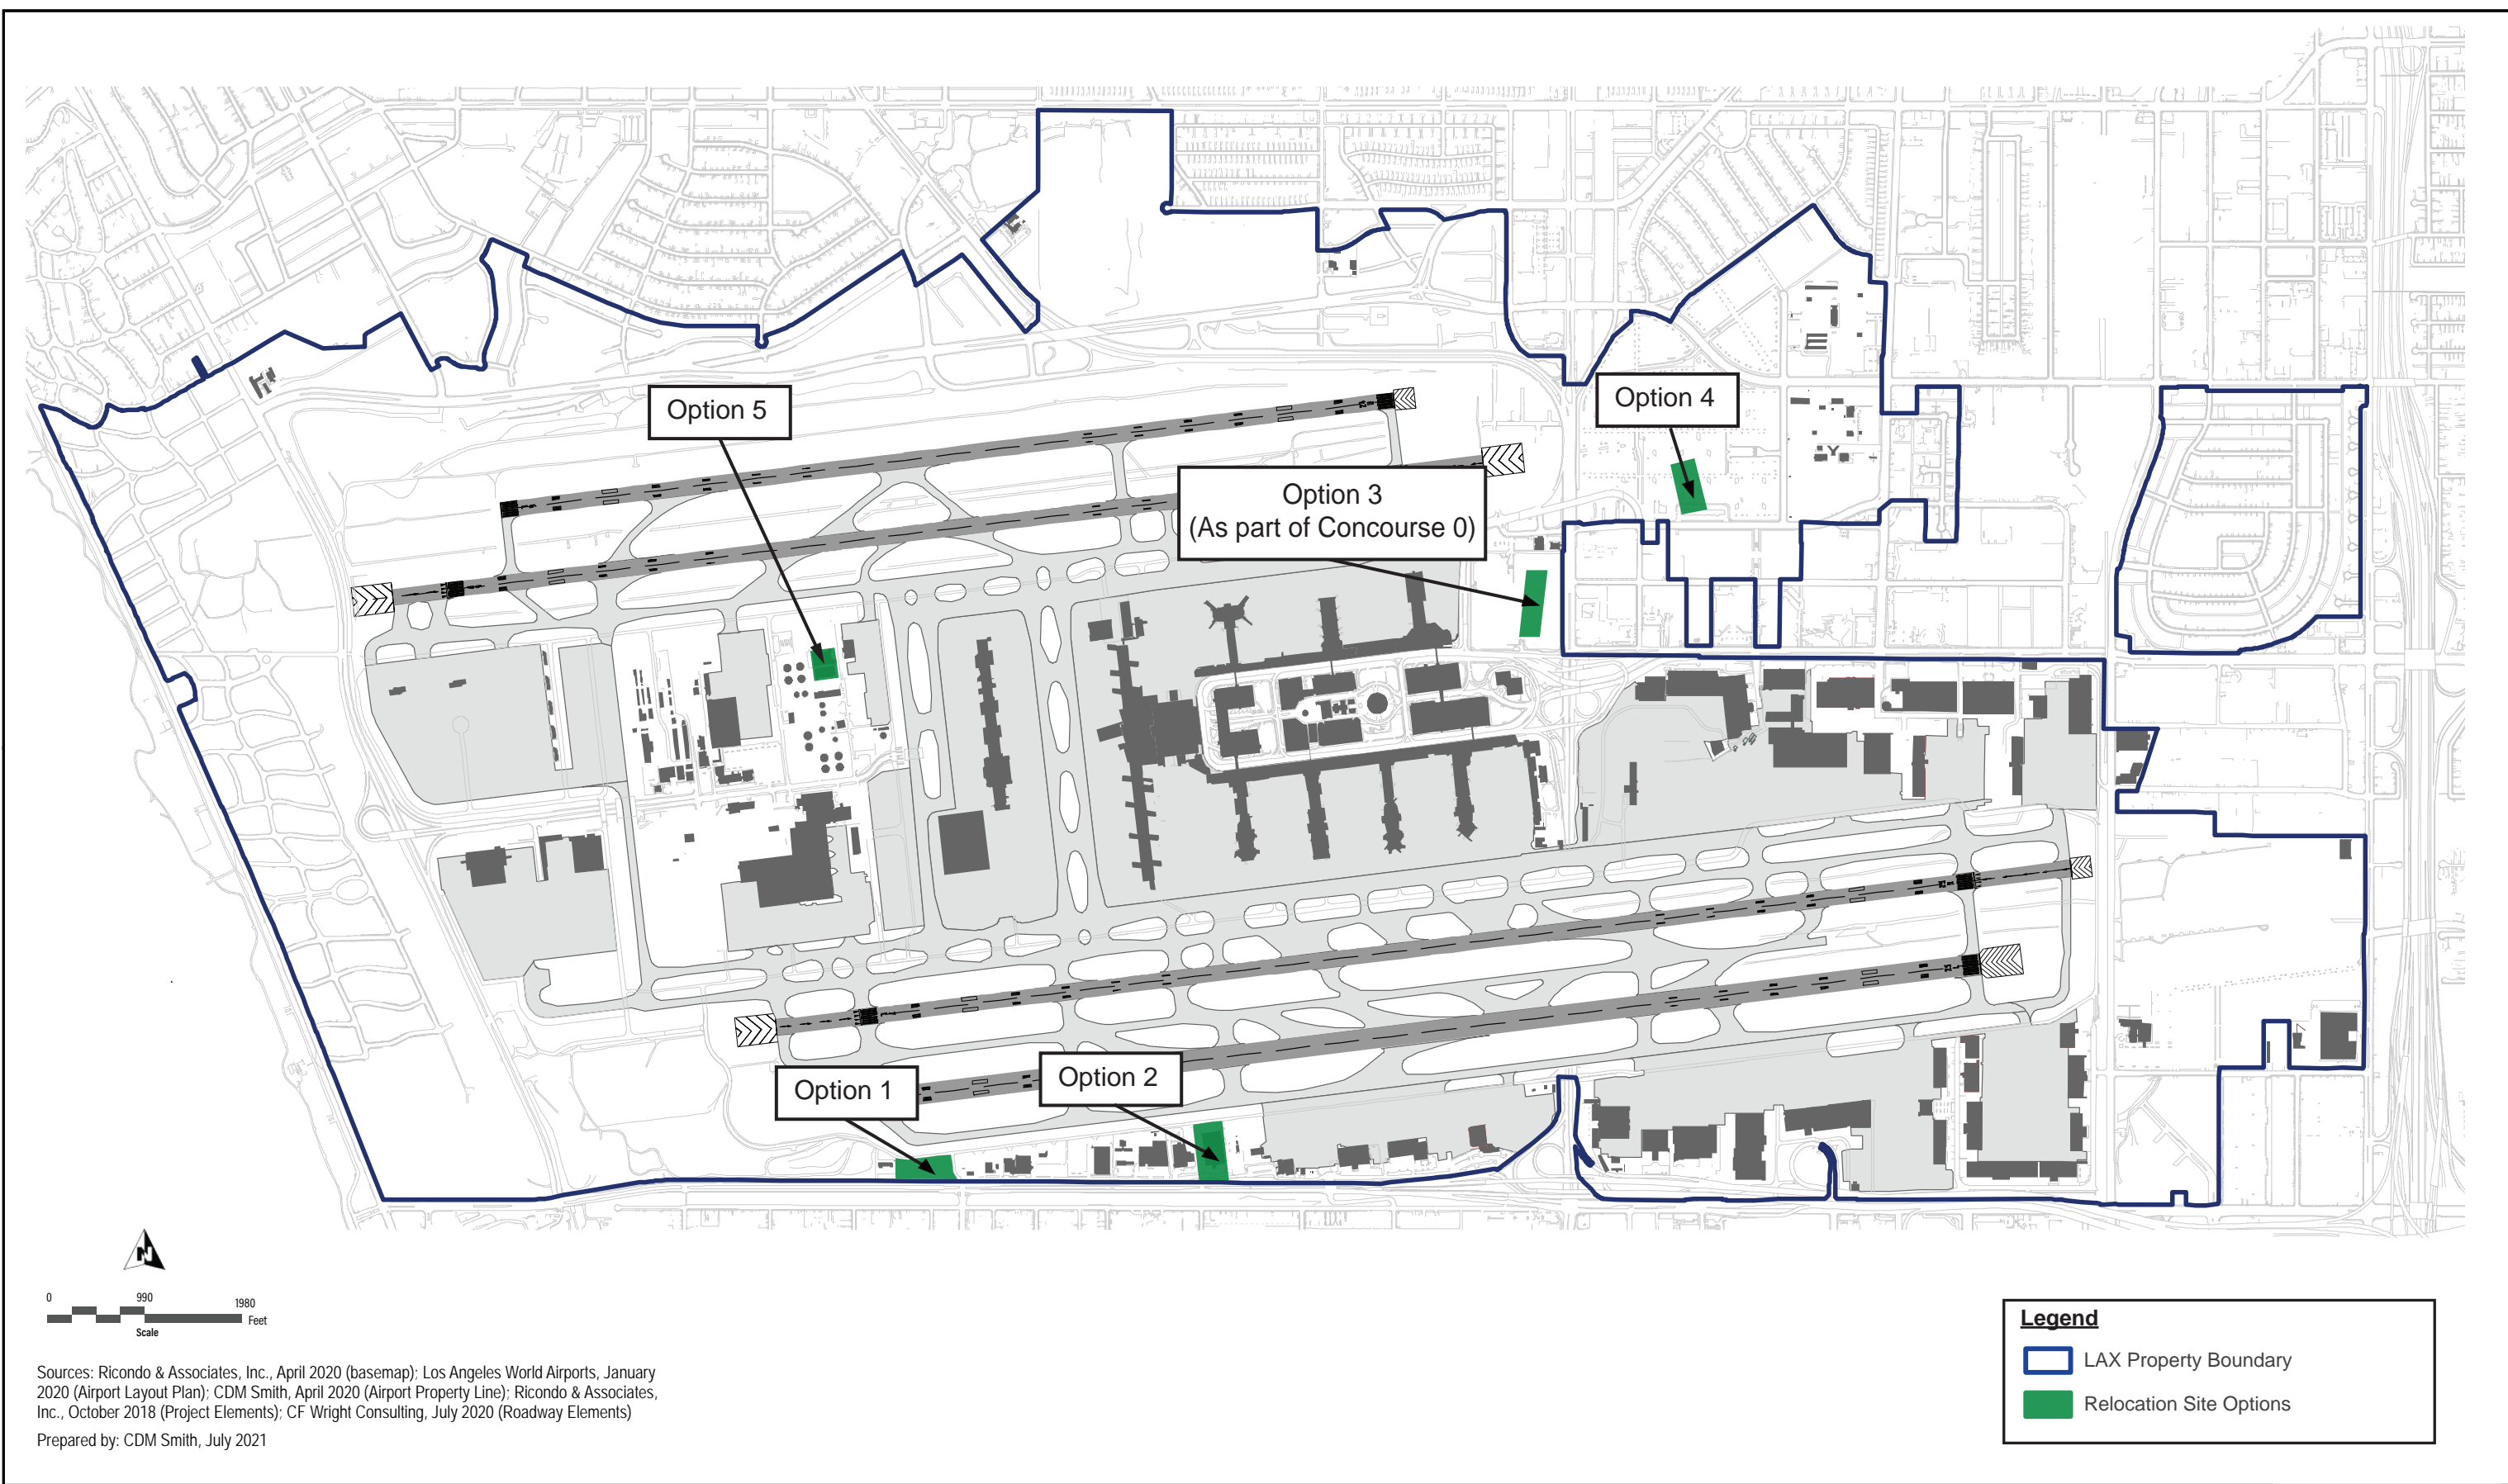 Option 5
Option 4
Option 3
(As part of Concourse 0)
Option 1
Option 2
N
0
990
1980
Feet
Scale
Sources: Ricondo & Associates, Inc., April 2020 (basemap); Los Angeles World Airports, January
2020 (Airport Layout Plan); CDM Smith, April 2020 (Airport Property Line); Ricondo & Associates,
Inc., October 2018 (Project Elements); CF Wright Consulting, July 2020 (Roadway Elements)
Prepared by: CDM Smith, July 2021
Legend
LAX Property Boundary
Relocation Site Options